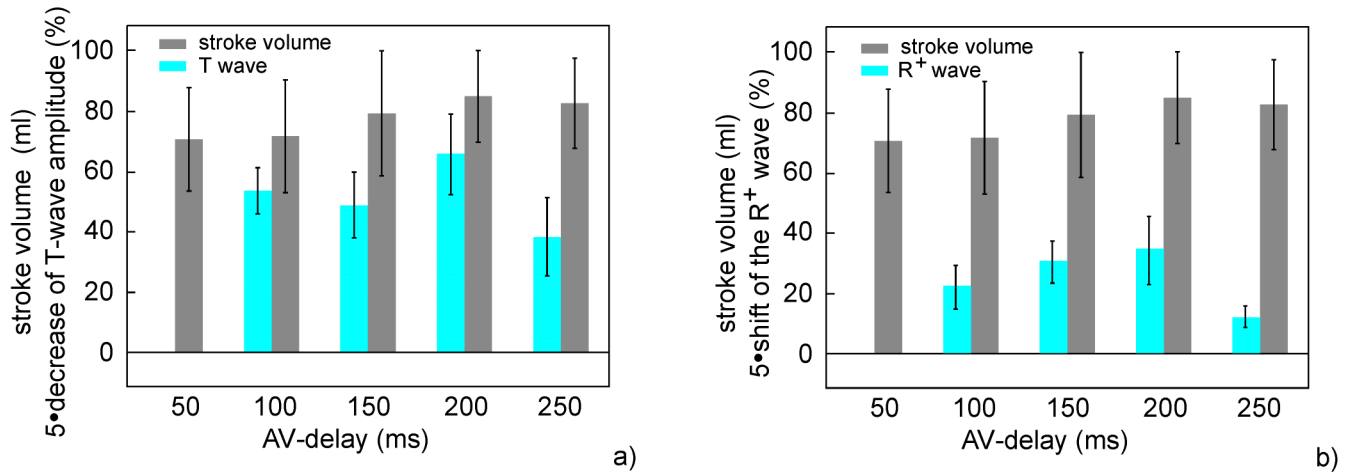 stroke volume (ml)
5•decrease of T-wave amplitude (%)
100
80
60
40
20
0
stroke volume
T wave
50 100 150 200 250
AV-delay (ms)
a)
stroke volume (ml)
5•shift of the R+ wave (%)
100
80
60
40
20
0
stroke volume
R+ wave
50 100 150 200 250
AV-delay (ms)
b)